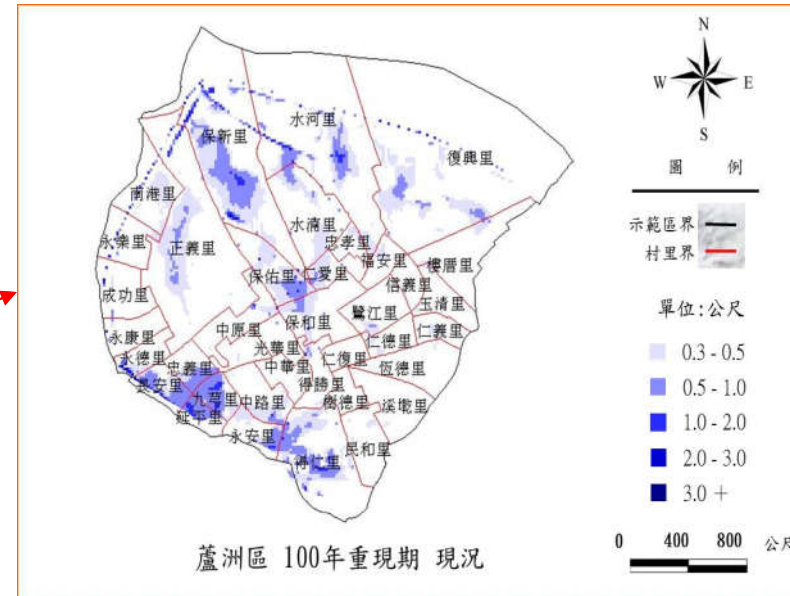 N
W E
S
圖 例
示範區界
村里界
單位:公尺
0.3 - 0.5
0.5 - 1.0
1.0 - 2.0
2.0 - 3.0
3.0 +
0 400 800 公尺
水河里
保新里
復興里
南港里
水湳里
永樂里
正義里
忠孝里
福安里
樓厝里
保佑里
仁愛里
信義里
成功里
玉清里
鷺江里
保和里
中原里
仁義里
永康里
光華里
仁德里
永德里
忠義里
中華里
仁復里
恆德里
長安里
得勝里
九芎里
中路里
樹德里
溪墘里
延平里
永安里
民和里
得仁里
蘆洲區 100年重現期 現況